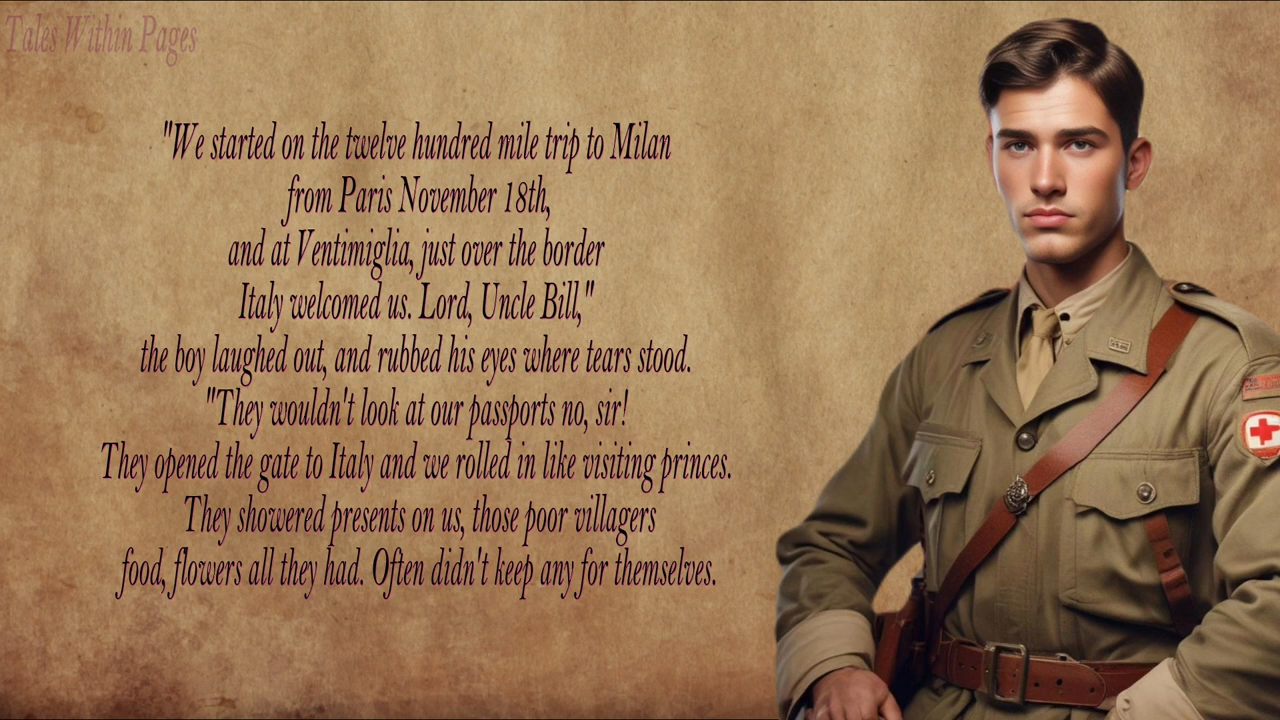 Tales Within Pages
"We started on the twelve hundred mile trip to Milan
from Paris November 18th,
and at Ventimiglia, just over the border
Italy welcomed us. Lord, Uncle Bill,"
the boy laughed out, and rubbed his eyes where tears stood.
"They wouldn't look at our passports no, sir!
They opened the gate to Italy and we rolled in like visiting princes.
They showered presents on us, those poor villagers
food, flowers all they had. Often didn't keep any for themselves.